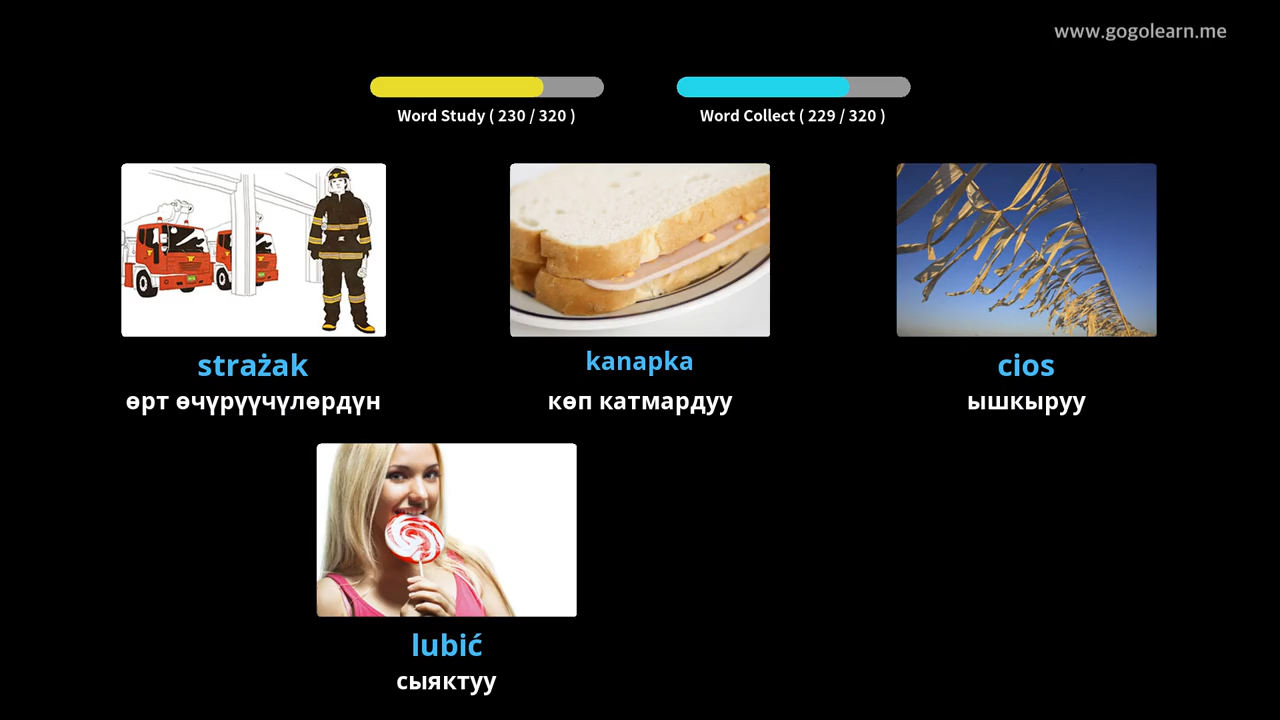 www.gogolearn.me
Word Study ( 230 / 320 )
Word Collect ( 229 / 320 )
strażak
өрт өчүрүүчүлөрдүн
kanapka
көп катмардуу
cios
ышкыруу
lubić
сыяктуу